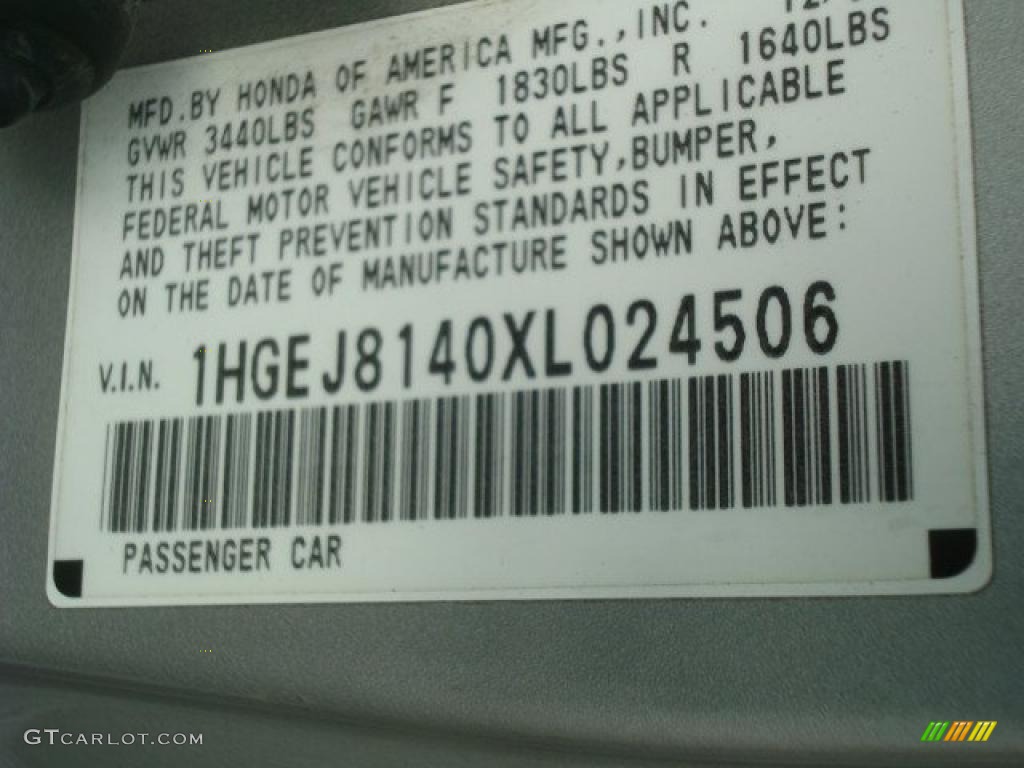 MFD.BY HONDA OF AMERICA MFG.,INC.
GVWR 3440LBS GAWR F 1830LBS R 1640LBS
THIS VEHICLE CONFORMS TO ALL APPLICABLE
FEDERAL MOTOR VEHICLE SAFETY,BUMPER,
AND THEFT PREVENTION STANDARDS IN EFFECT
ON THE DATE OF MANUFACTURE SHOWN ABOVE:
V.I.N. 1HGEJ8140XL024506
PASSENGER CAR
GTCARLOT.COM